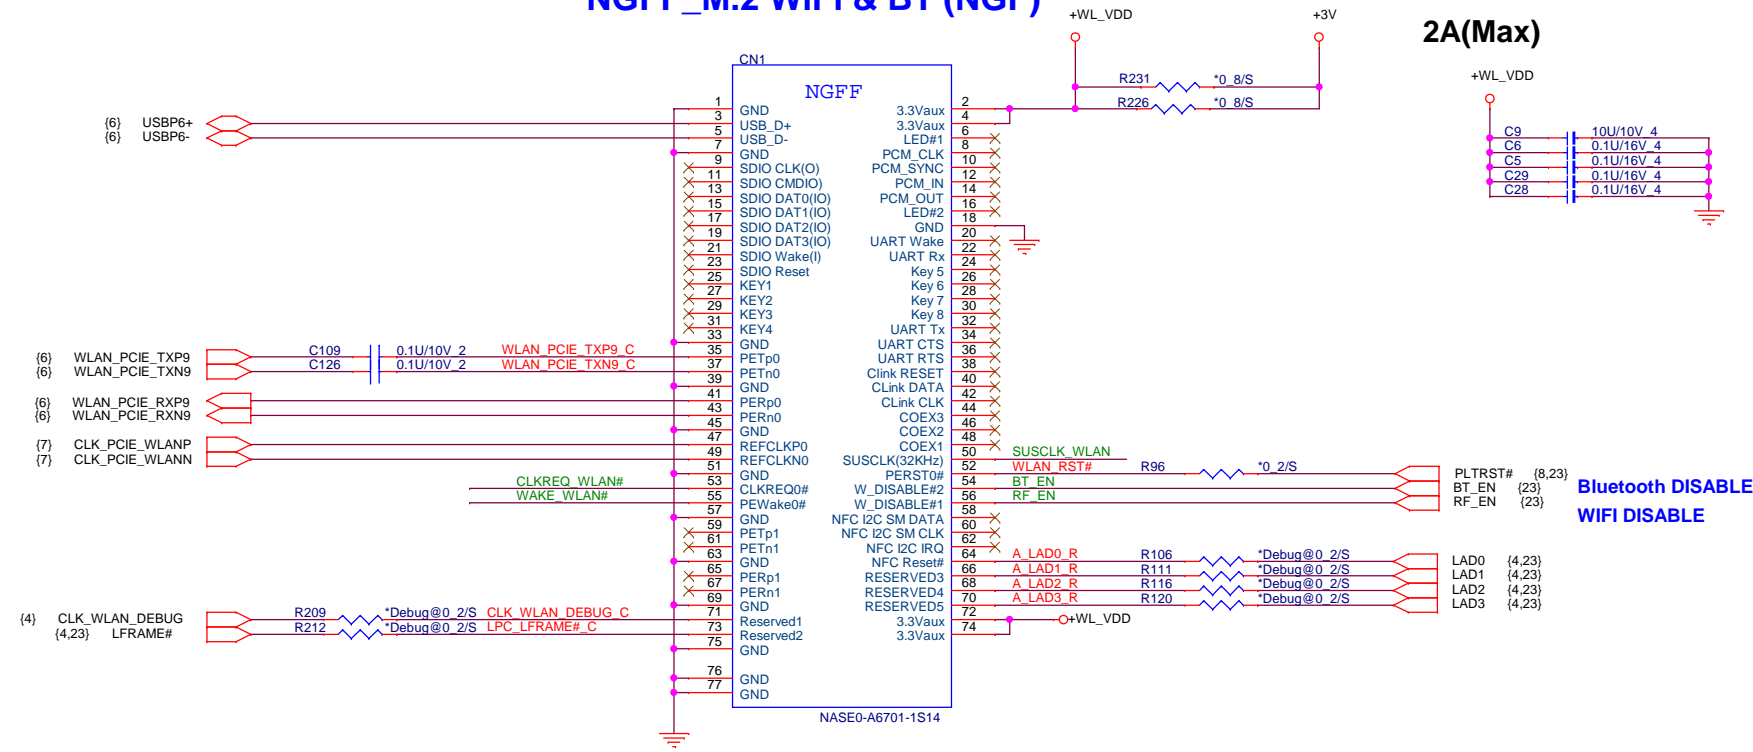 NGFF_M.2 WiFi & BT (NGF)
+WL_VDD
+3V
2A(Max)
CN1
NGFF
R231 *0_8/S
R226 *0_8/S
+WL_VDD
C9 10U/10V_4
C6 0.1U/16V_4
C5 0.1U/16V_4
C29 0.1U/16V_4
C28 0.1U/16V_4
1 GND 3.3Vaux 2
{6} USBP6+ 3 USB_D+ 3.3Vaux 4
{6} USBP6- 5 USB_D- LED#1 6
7 GND PCM_CLK 8
9 SDIO CLK(O) PCM_SYNC 10
11 SDIO CMDIO) PCM_IN 12
13 SDIO DAT0(IO) PCM_OUT 14
15 SDIO DAT1(IO) LED#2 16
17 SDIO DAT2(IO) GND 18
19 SDIO DAT3(IO) UART Wake 20
21 SDIO Wake(I) UART Rx 22
23 SDIO Reset Key 5 24
25 KEY1 Key 6 26
27 KEY2 Key 7 28
29 KEY3 Key 8 30
31 KEY4 UART Tx 32
33 GND UART CTS 34
{6} WLAN_PCIE_TXP9 C109 0.1U/10V_2 WLAN_PCIE_TXP9_C 35 PETp0 UART RTS 36
{6} WLAN_PCIE_TXN9 C126 0.1U/10V_2 WLAN_PCIE_TXN9_C 37 PETn0 Clink RESET 38
39 GND CLink DATA 40
{6} WLAN_PCIE_RXP9 41 PERp0 CLink CLK 42
{6} WLAN_PCIE_RXN9 43 PERn0 COEX3 44
45 GND COEX2 46
{7} CLK_PCIE_WLANP 47 REFCLKP0 COEX1 48
{7} CLK_PCIE_WLANN 49 REFCLKN0 SUSCLK(32KHz) 50 SUSCLK_WLAN
51 GND PERST0# 52 WLAN_RST# R96 *0_2/S PLTRST# {8,23}
CLKREQ_WLAN# 53 CLKREQ0# W_DISABLE#2 54 BT_EN BT_EN {23} Bluetooth DISABLE
WAKE_WLAN# 55 PEWake0# W_DISABLE#1 56 RF_EN RF_EN {23} WIFI DISABLE
57 GND NFC I2C SM DATA 58
59 PETp1 NFC I2C SM CLK 60
61 PETn1 NFC I2C IRQ 62
63 GND NFC Reset# 64 A_LAD0_R R106 *Debug@0_2/S LAD0 {4,23}
65 PERp1 RESERVED3 66 A_LAD1_R R111 *Debug@0_2/S LAD1 {4,23}
67 PERn1 RESERVED4 68 A_LAD2_R R116 *Debug@0_2/S LAD2 {4,23}
69 GND RESERVED5 70 A_LAD3_R R120 *Debug@0_2/S LAD3 {4,23}
{4} CLK_WLAN_DEBUG R209 *Debug@0_2/S CLK_WLAN_DEBUG_C 71 Reserved1 3.3Vaux 72 +WL_VDD
{4,23} LFRAME# R212 *Debug@0_2/S LPC_LFRAME#_C 73 Reserved2 3.3Vaux 74
75 GND
76 GND
77 GND
NASE0-A6701-1S14